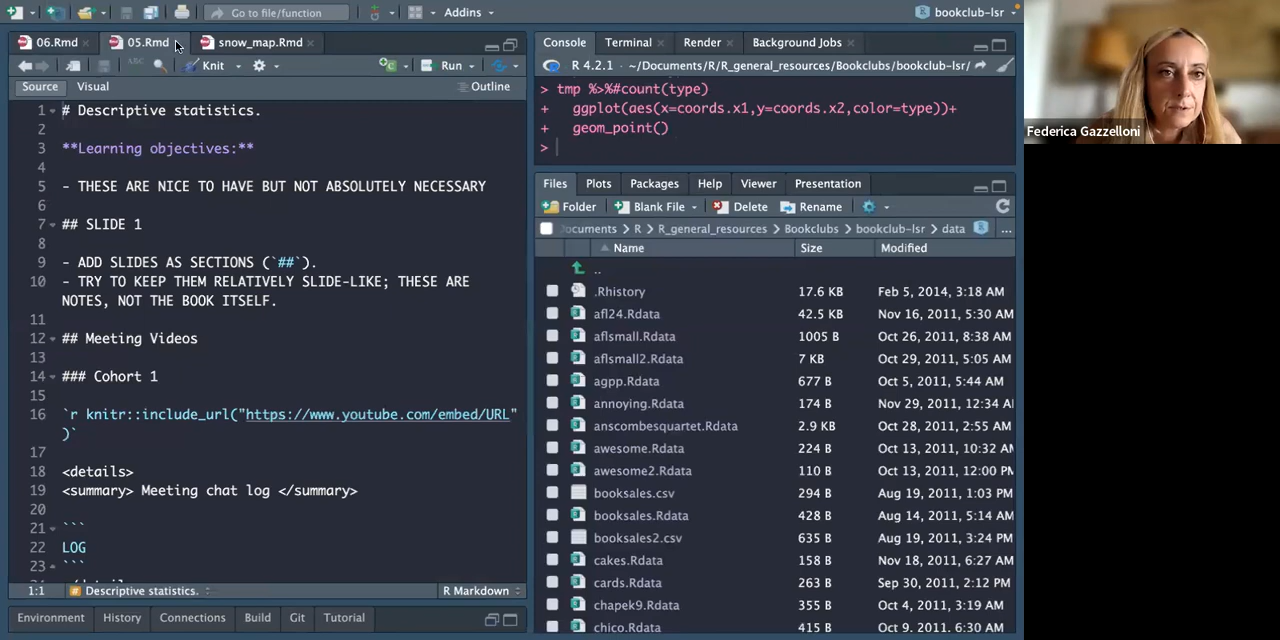 Go to file/function
Addins
bookclub-lsr
06.Rmd
05.Rmd
snow_map.Rmd
ABC
Knit
Run
Source
Visual
Outline
1 # Descriptive statistics.
2
3 **Learning objectives:**
4
5 - THESE ARE NICE TO HAVE BUT NOT ABSOLUTELY NECESSARY
6
7 ## SLIDE 1
8
9 - ADD SLIDES AS SECTIONS (`##`).
10 - TRY TO KEEP THEM RELATIVELY SLIDE-LIKE; THESE ARE
NOTES, NOT THE BOOK ITSELF.
11
12 ## Meeting Videos
13
14 ### Cohort 1
15
16 `r knitr::include_url("https://www.youtube.com/embed/URL"
)`
17
18 <details>
19 <summary> Meeting chat log </summary>
20
21 ```
22 LOG
23 ```
1:1 # Descriptive statistics.
R Markdown
Environment
History
Connections
Build
Git
Tutorial
Console
Terminal
Render
Background Jobs
R 4.2.1 · ~/Documents/R/R_general_resources/Bookclubs/bookclub-lsr/
> tmp %>%#count(type)
+ ggplot(aes(x=coords.x1,y=coords.x2,color=type))+
+ geom_point()
>
Files
Plots
Packages
Help
Viewer
Presentation
Folder
Blank File
Delete
Rename
ocuments > R > R_general_resources > Bookclubs > bookclub-lsr > data
...
Name Size Modified
..
.Rhistory 17.6 KB Feb 5, 2014, 3:18 AM
afl24.Rdata 42.5 KB Nov 16, 2011, 5:30 AM
aflsmall.Rdata 1005 B Oct 26, 2011, 8:38 AM
aflsmall2.Rdata 7 KB Oct 29, 2011, 5:05 AM
agpp.Rdata 677 B Oct 5, 2011, 5:44 AM
annoying.Rdata 174 B Nov 29, 2011, 12:34 A
anscombesquartet.Rdata 2.9 KB Oct 28, 2011, 2:55 AM
awesome.Rdata 224 B Oct 13, 2011, 10:32 A
awesome2.Rdata 110 B Oct 13, 2011, 12:00 P
booksales.csv 294 B Aug 19, 2011, 1:03 PM
booksales.Rdata 428 B Aug 14, 2011, 5:14 AM
booksales2.csv 635 B Aug 19, 2011, 3:24 PM
cakes.Rdata 158 B Nov 18, 2011, 6:27 AM
cards.Rdata 263 B Sep 30, 2011, 2:12 PM
chapek9.Rdata 355 B Oct 4, 2011, 3:19 AM
chico.Rdata 415 B Oct 9, 2011, 6:30 AM
Federica Gazzelloni